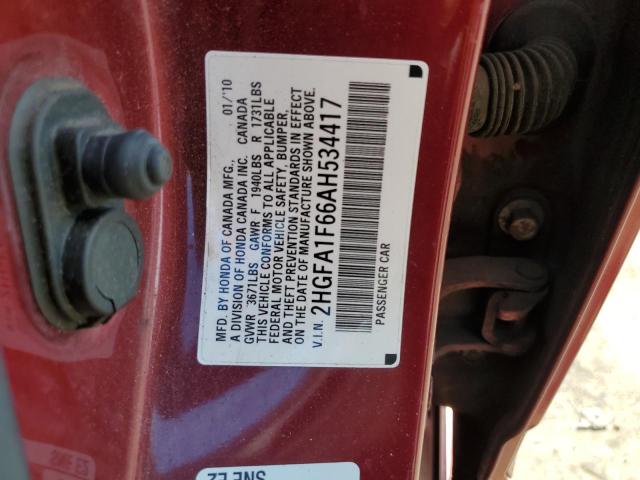 MFD. BY HONDA OF CANADA MFG., 01/'10
A DIVISION OF HONDA CANADA INC. CANADA
GVWR 3671LBS GAWR F 1940LBS R 1731LBS
THIS VEHICLE CONFORMS TO ALL APPLICABLE
FEDERAL MOTOR VEHICLE SAFETY, BUMPER,
AND THEFT PREVENTION STANDARDS IN EFFECT
ON THE DATE OF MANUFACTURE SHOWN ABOVE.
V.I.N. 2HGFA1F66AH534417
PASSENGER CAR